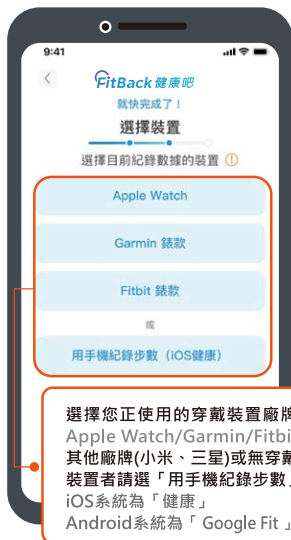 9:41
FitBack 健康吧
就快完成了！
選擇裝置
選擇目前紀錄數據的裝置
Apple Watch
Garmin 錶款
Fitbit 錶款
或
用手機紀錄步數（iOS健康）
選擇您正使用的穿戴裝置廠牌
Apple Watch/Garmin/Fitbi
其他廠牌(小米、三星)或無穿戴
裝置者請選「用手機紀錄步數」
iOS系統為「健康」
Android系統為「 Google Fit 」